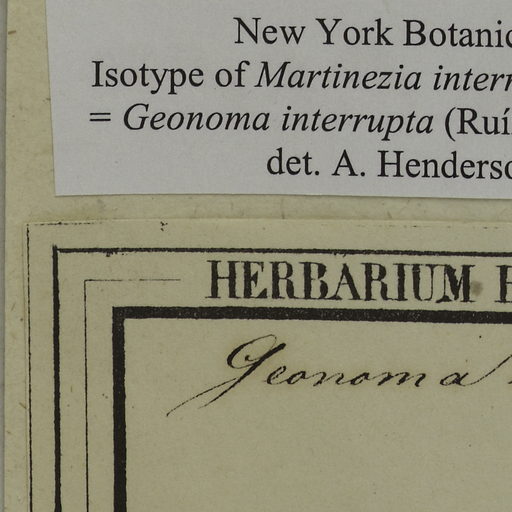 New York Botanic
Isotype of Martinezia interr
= Geonoma interrupta (Ruí
det. A. Henderso
HERBARIUM
Geonoma